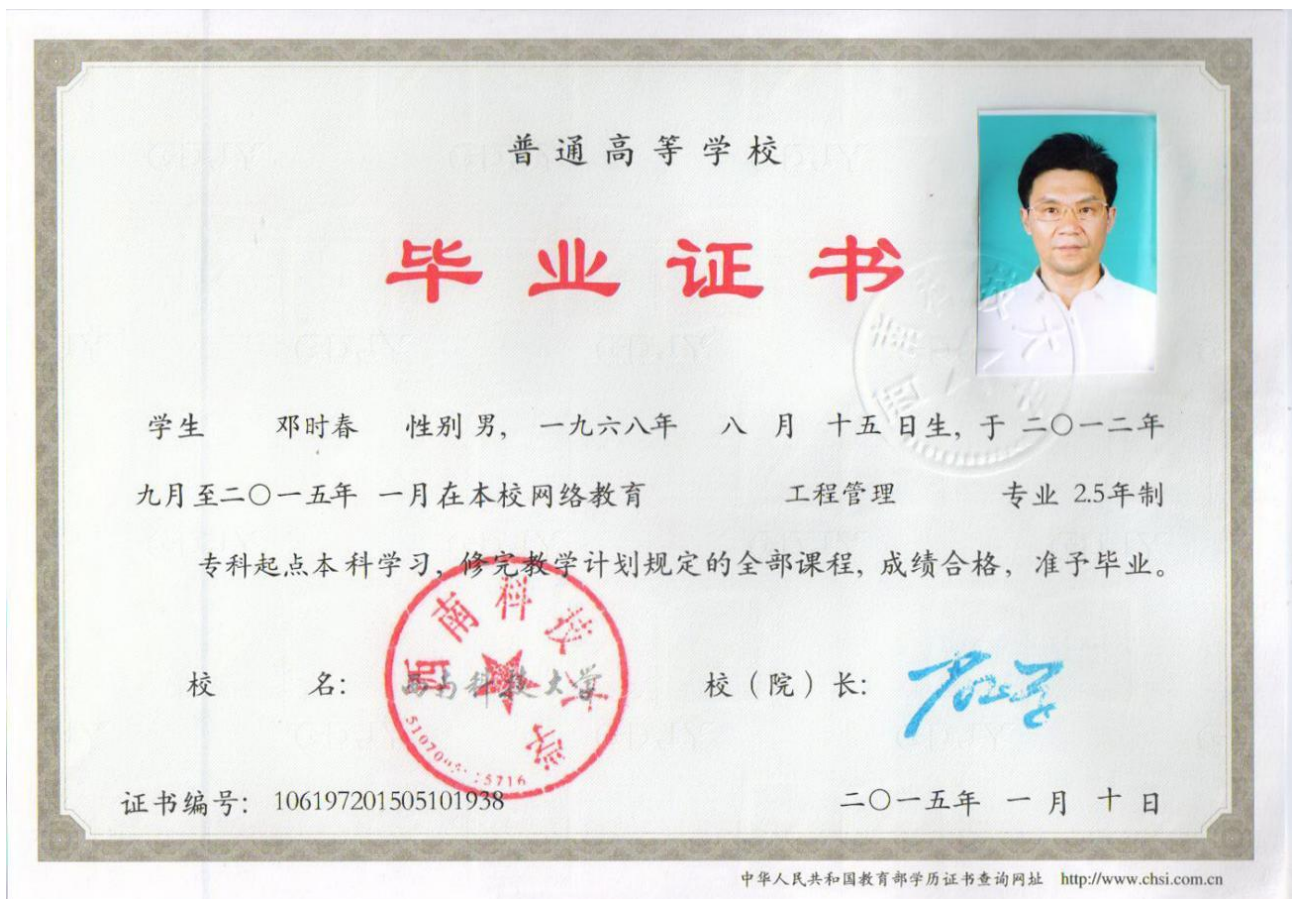 普通高等学校
毕业证书
学生 邓时春 性别 男, 一九六八年 八 月 十五 日生, 于 二〇一二年
九月至二〇一五年 一月在本校网络教育 工程管理 专业 2.5年制
专科起点本科学习, 修完教学计划规定的全部课程, 成绩合格, 准予毕业。
校 名: 西南科技大学 校（院）长:
西南科技大学
证书编号: 106197201505101938 二〇一五年 一 月 十 日
中华人民共和国教育部学历证书查询网址 http://www.chsi.com.cn